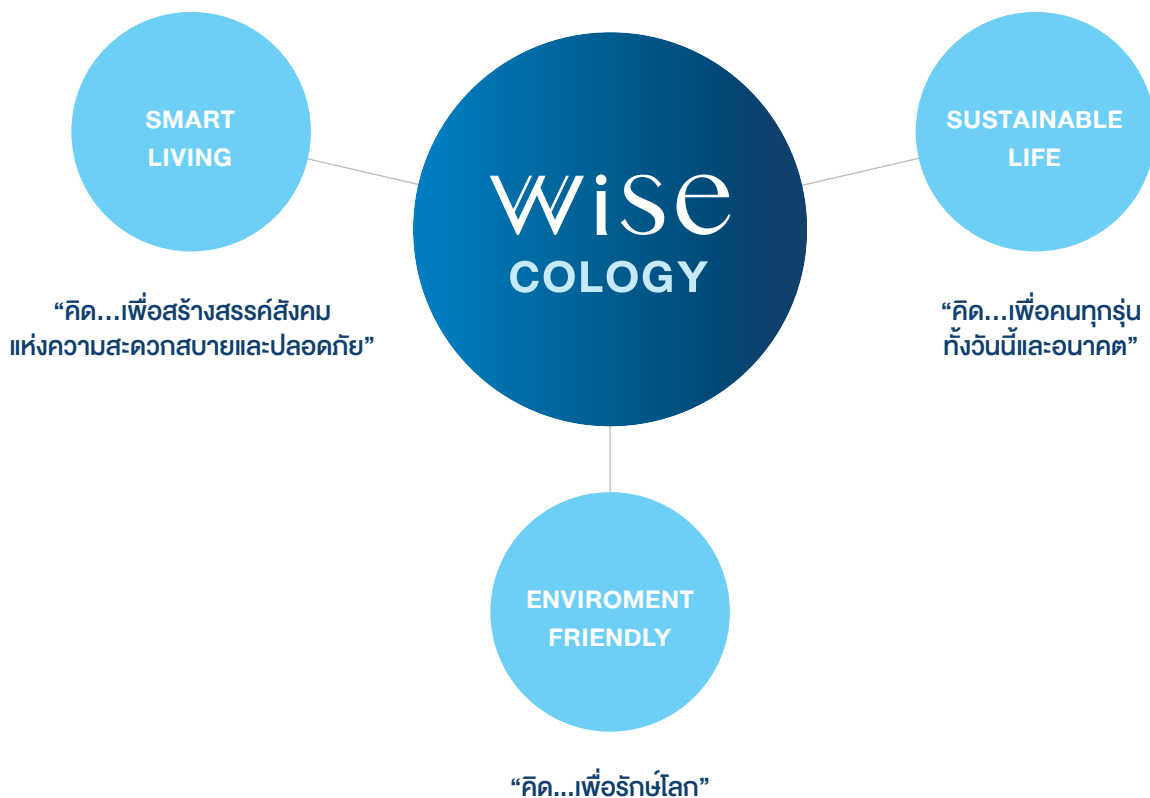 SMART
LIVING
“คิด...เพื่อสร้างสรรค์สังคม
แห่งความสะดวกสบายและปลอดภัย”
WiSe
COLOGY
SUSTAINABLE
LIFE
“คิด...เพื่อคนทุกรุ่น
ทั้งวันนี้และอนาคต”
ENVIROMENT
FRIENDLY
“คิด...เพื่อรักษ์โลก”